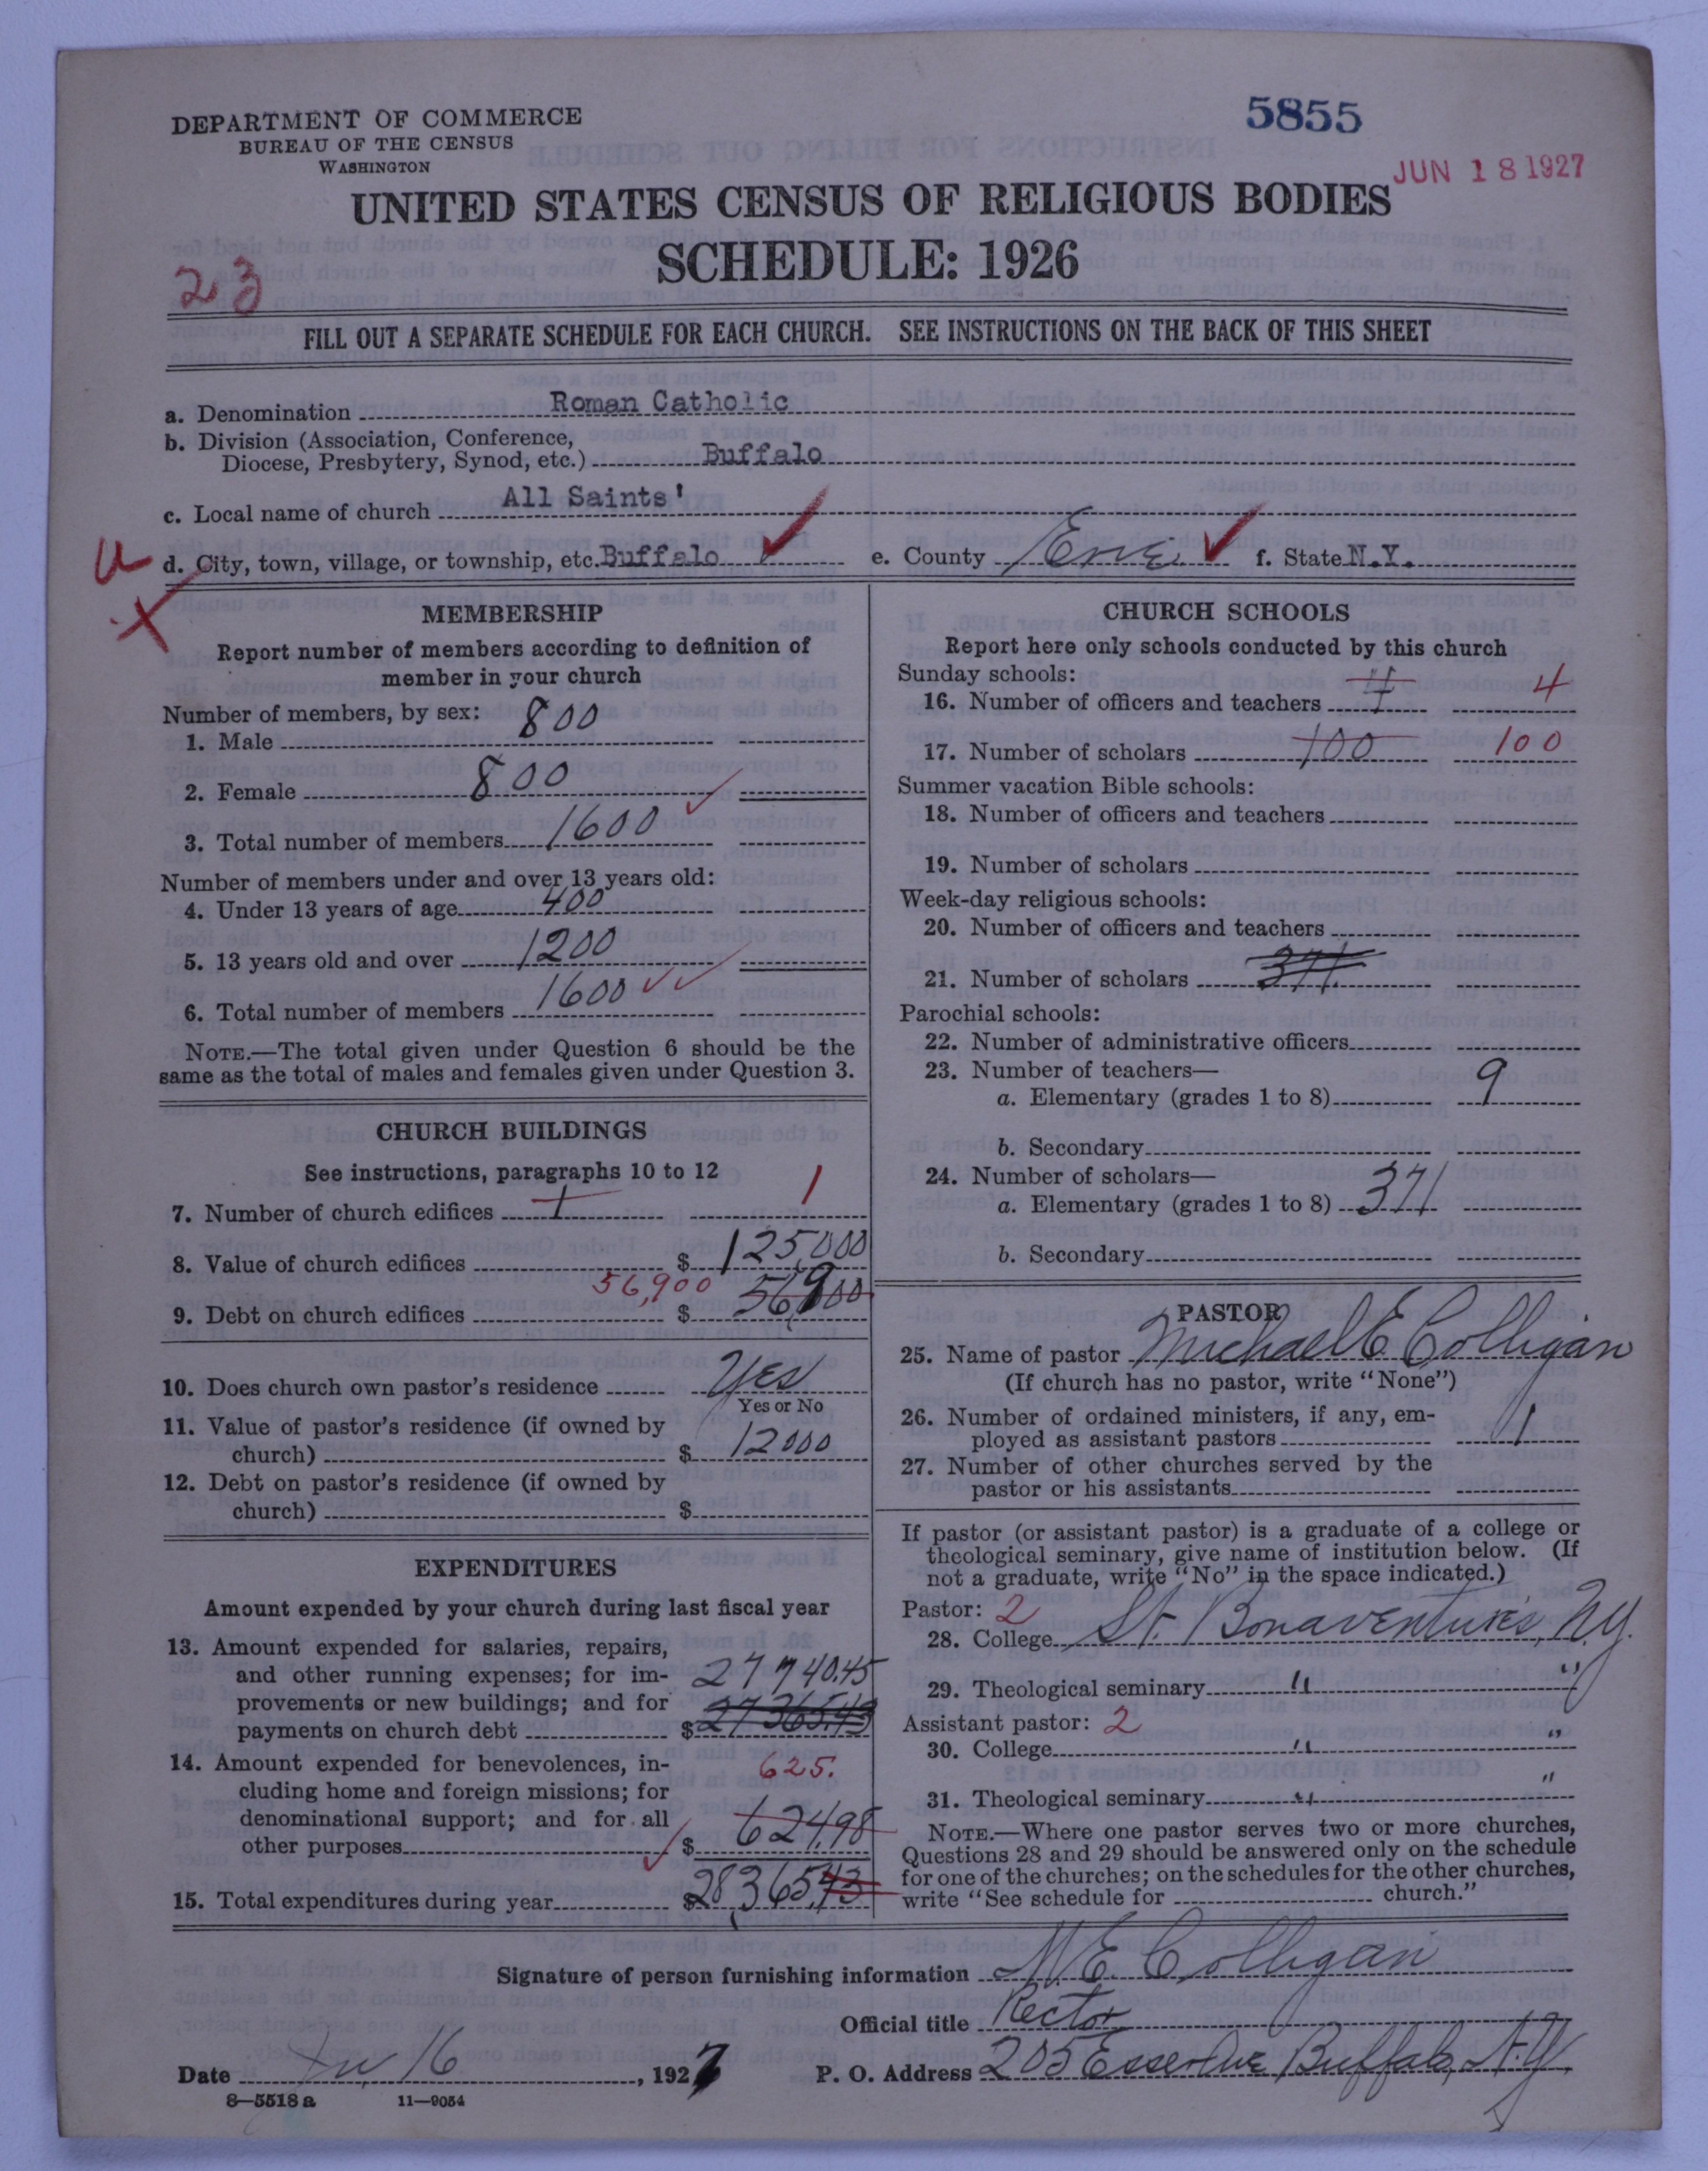 DEPARTMENT OF COMMERCE
BUREAU OF THE CENSUS
WASHINGTON
5855
JUN 18 1927
UNITED STATES CENSUS OF RELIGIOUS BODIES
SCHEDULE: 1926
23
FILL OUT A SEPARATE SCHEDULE FOR EACH CHURCH. SEE INSTRUCTIONS ON THE BACK OF THIS SHEET
a. Denomination Roman Catholic
b. Division (Association, Conference,
Diocese, Presbytery, Synod, etc.) Buffalo
c. Local name of church All Saints'
d. City, town, village, or township, etc. Buffalo e. County Erie f. State N.Y.
MEMBERSHIP
Report number of members according to definition of
member in your church
Number of members, by sex:
1. Male 800
2. Female 800
3. Total number of members 1600
Number of members under and over 13 years old:
4. Under 13 years of age 400
5. 13 years old and over 1200
6. Total number of members 1600
NOTE.—The total given under Question 6 should be the
same as the total of males and females given under Question 3.
CHURCH BUILDINGS
See instructions, paragraphs 10 to 12
7. Number of church edifices 1 1
8. Value of church edifices $ 125,000
56,900
9. Debt on church edifices $ 56,900
10. Does church own pastor's residence Yes
Yes or No
11. Value of pastor's residence (if owned by
church) $ 12000
12. Debt on pastor's residence (if owned by
church) $
EXPENDITURES
Amount expended by your church during last fiscal year
13. Amount expended for salaries, repairs,
and other running expenses; for im-
provements or new buildings; and for 27740.45
payments on church debt $ 27365.43
14. Amount expended for benevolences, in- 625.
cluding home and foreign missions; for
denominational support; and for all
other purposes $ 624.98
15. Total expenditures during year $ 28365.43
CHURCH SCHOOLS
Report here only schools conducted by this church
Sunday schools:
16. Number of officers and teachers 4 4
17. Number of scholars 100 100
Summer vacation Bible schools:
18. Number of officers and teachers
19. Number of scholars
Week-day religious schools:
20. Number of officers and teachers
21. Number of scholars 371
Parochial schools:
22. Number of administrative officers
23. Number of teachers—
a. Elementary (grades 1 to 8) 9
b. Secondary
24. Number of scholars—
a. Elementary (grades 1 to 8) 371
b. Secondary
PASTOR
25. Name of pastor Michael E Colligan
(If church has no pastor, write "None")
26. Number of ordained ministers, if any, em-
ployed as assistant pastors 1
27. Number of other churches served by the
pastor or his assistants
If pastor (or assistant pastor) is a graduate of a college or
theological seminary, give name of institution below. (If
not a graduate, write "No" in the space indicated.)
Pastor: 2
28. College St. Bonaventure's, N.Y.
29. Theological seminary " "
Assistant pastor: 2
30. College " "
31. Theological seminary " "
NOTE.—Where one pastor serves two or more churches,
Questions 28 and 29 should be answered only on the schedule
for one of the churches; on the schedules for the other churches,
write "See schedule for church."
Signature of person furnishing information M. E. Colligan
Official title Rector
Date 16, 1927 P. O. Address 205 Esser Ave Buffalo, N.Y.
8—5518 a 11—9054